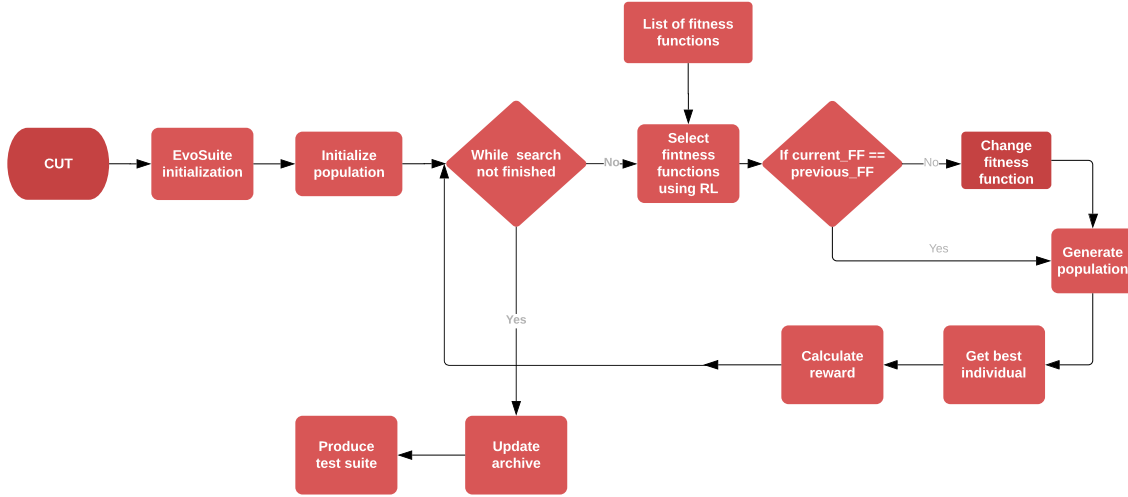 List of fitness
functions
CUT
EvoSuite
initialization
Initialize
population
While search
not finished
No
Select
fintness
functions
using RL
If current_FF ==
previous_FF
No
Change
fitness
function
Yes
Generate
population
Yes
Calculate
reward
Get best
individual
Produce
test suite
Update
archive